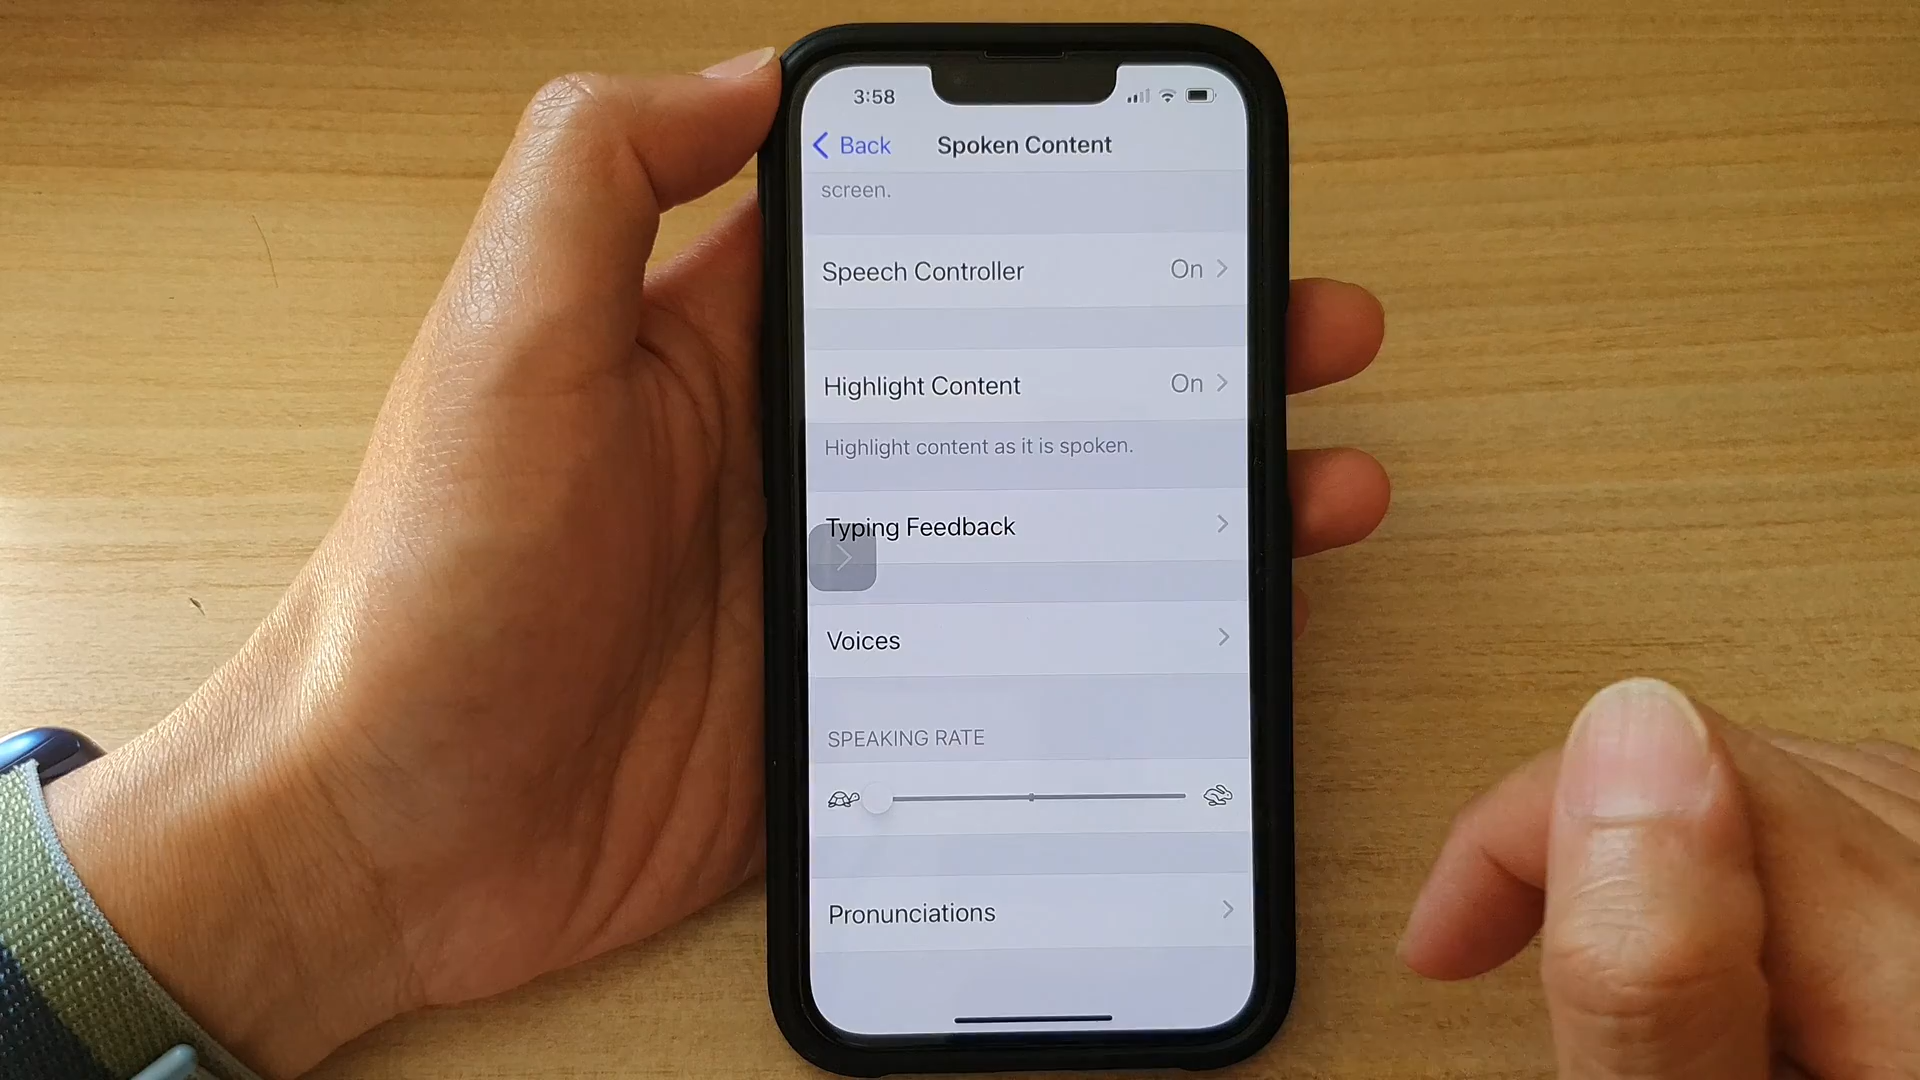 3:58
Back Spoken Content
screen.
Speech Controller On
Highlight Content On
Highlight content as it is spoken.
Typing Feedback
Voices
SPEAKING RATE
Pronunciations